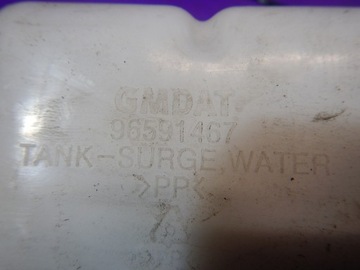 GMDAT
96591467
TANK-SURGE, WATER
>PP<